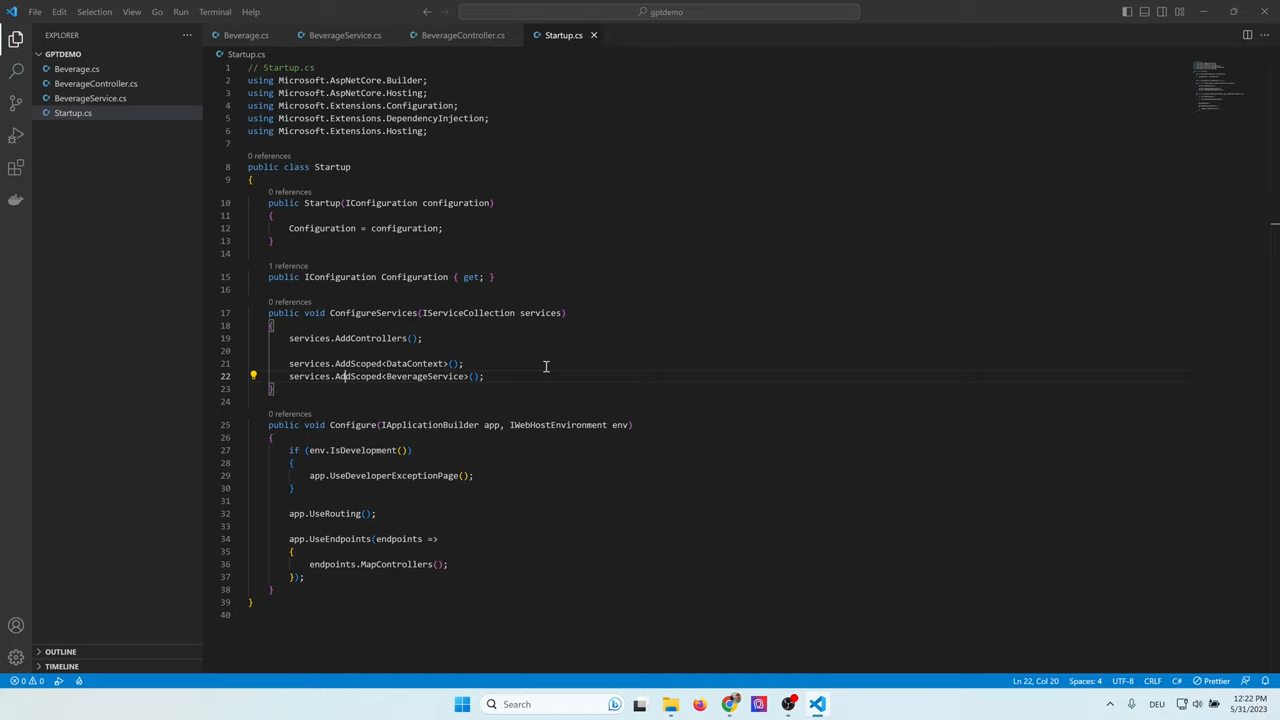 File Edit Selection View Go Run Terminal Help
gptdemo
EXPLORER
GPTDEMO
Beverage.cs
BeverageController.cs
BeverageService.cs
Startup.cs
OUTLINE
TIMELINE
Beverage.cs BeverageService.cs BeverageController.cs Startup.cs
Startup.cs
1 // Startup.cs
2 using Microsoft.AspNetCore.Builder;
3 using Microsoft.AspNetCore.Hosting;
4 using Microsoft.Extensions.Configuration;
5 using Microsoft.Extensions.DependencyInjection;
6 using Microsoft.Extensions.Hosting;
7
0 references
8 public class Startup
9 {
0 references
10 public Startup(IConfiguration configuration)
11 {
12 Configuration = configuration;
13 }
14
1 reference
15 public IConfiguration Configuration { get; }
16
0 references
17 public void ConfigureServices(IServiceCollection services)
18 {
19 services.AddControllers();
20
21 services.AddScoped<DataContext>();
22 services.AddScoped<BeverageService>();
23 }
24
0 references
25 public void Configure(IApplicationBuilder app, IWebHostEnvironment env)
26 {
27 if (env.IsDevelopment())
28 {
29 app.UseDeveloperExceptionPage();
30 }
31
32 app.UseRouting();
33
34 app.UseEndpoints(endpoints =>
35 {
36 endpoints.MapControllers();
37 });
38 }
39 }
40
0 0 Ln 22, Col 20 Spaces: 4 UTF-8 CRLF C# Prettier
Search
DEU
12:22 PM
5/31/2023